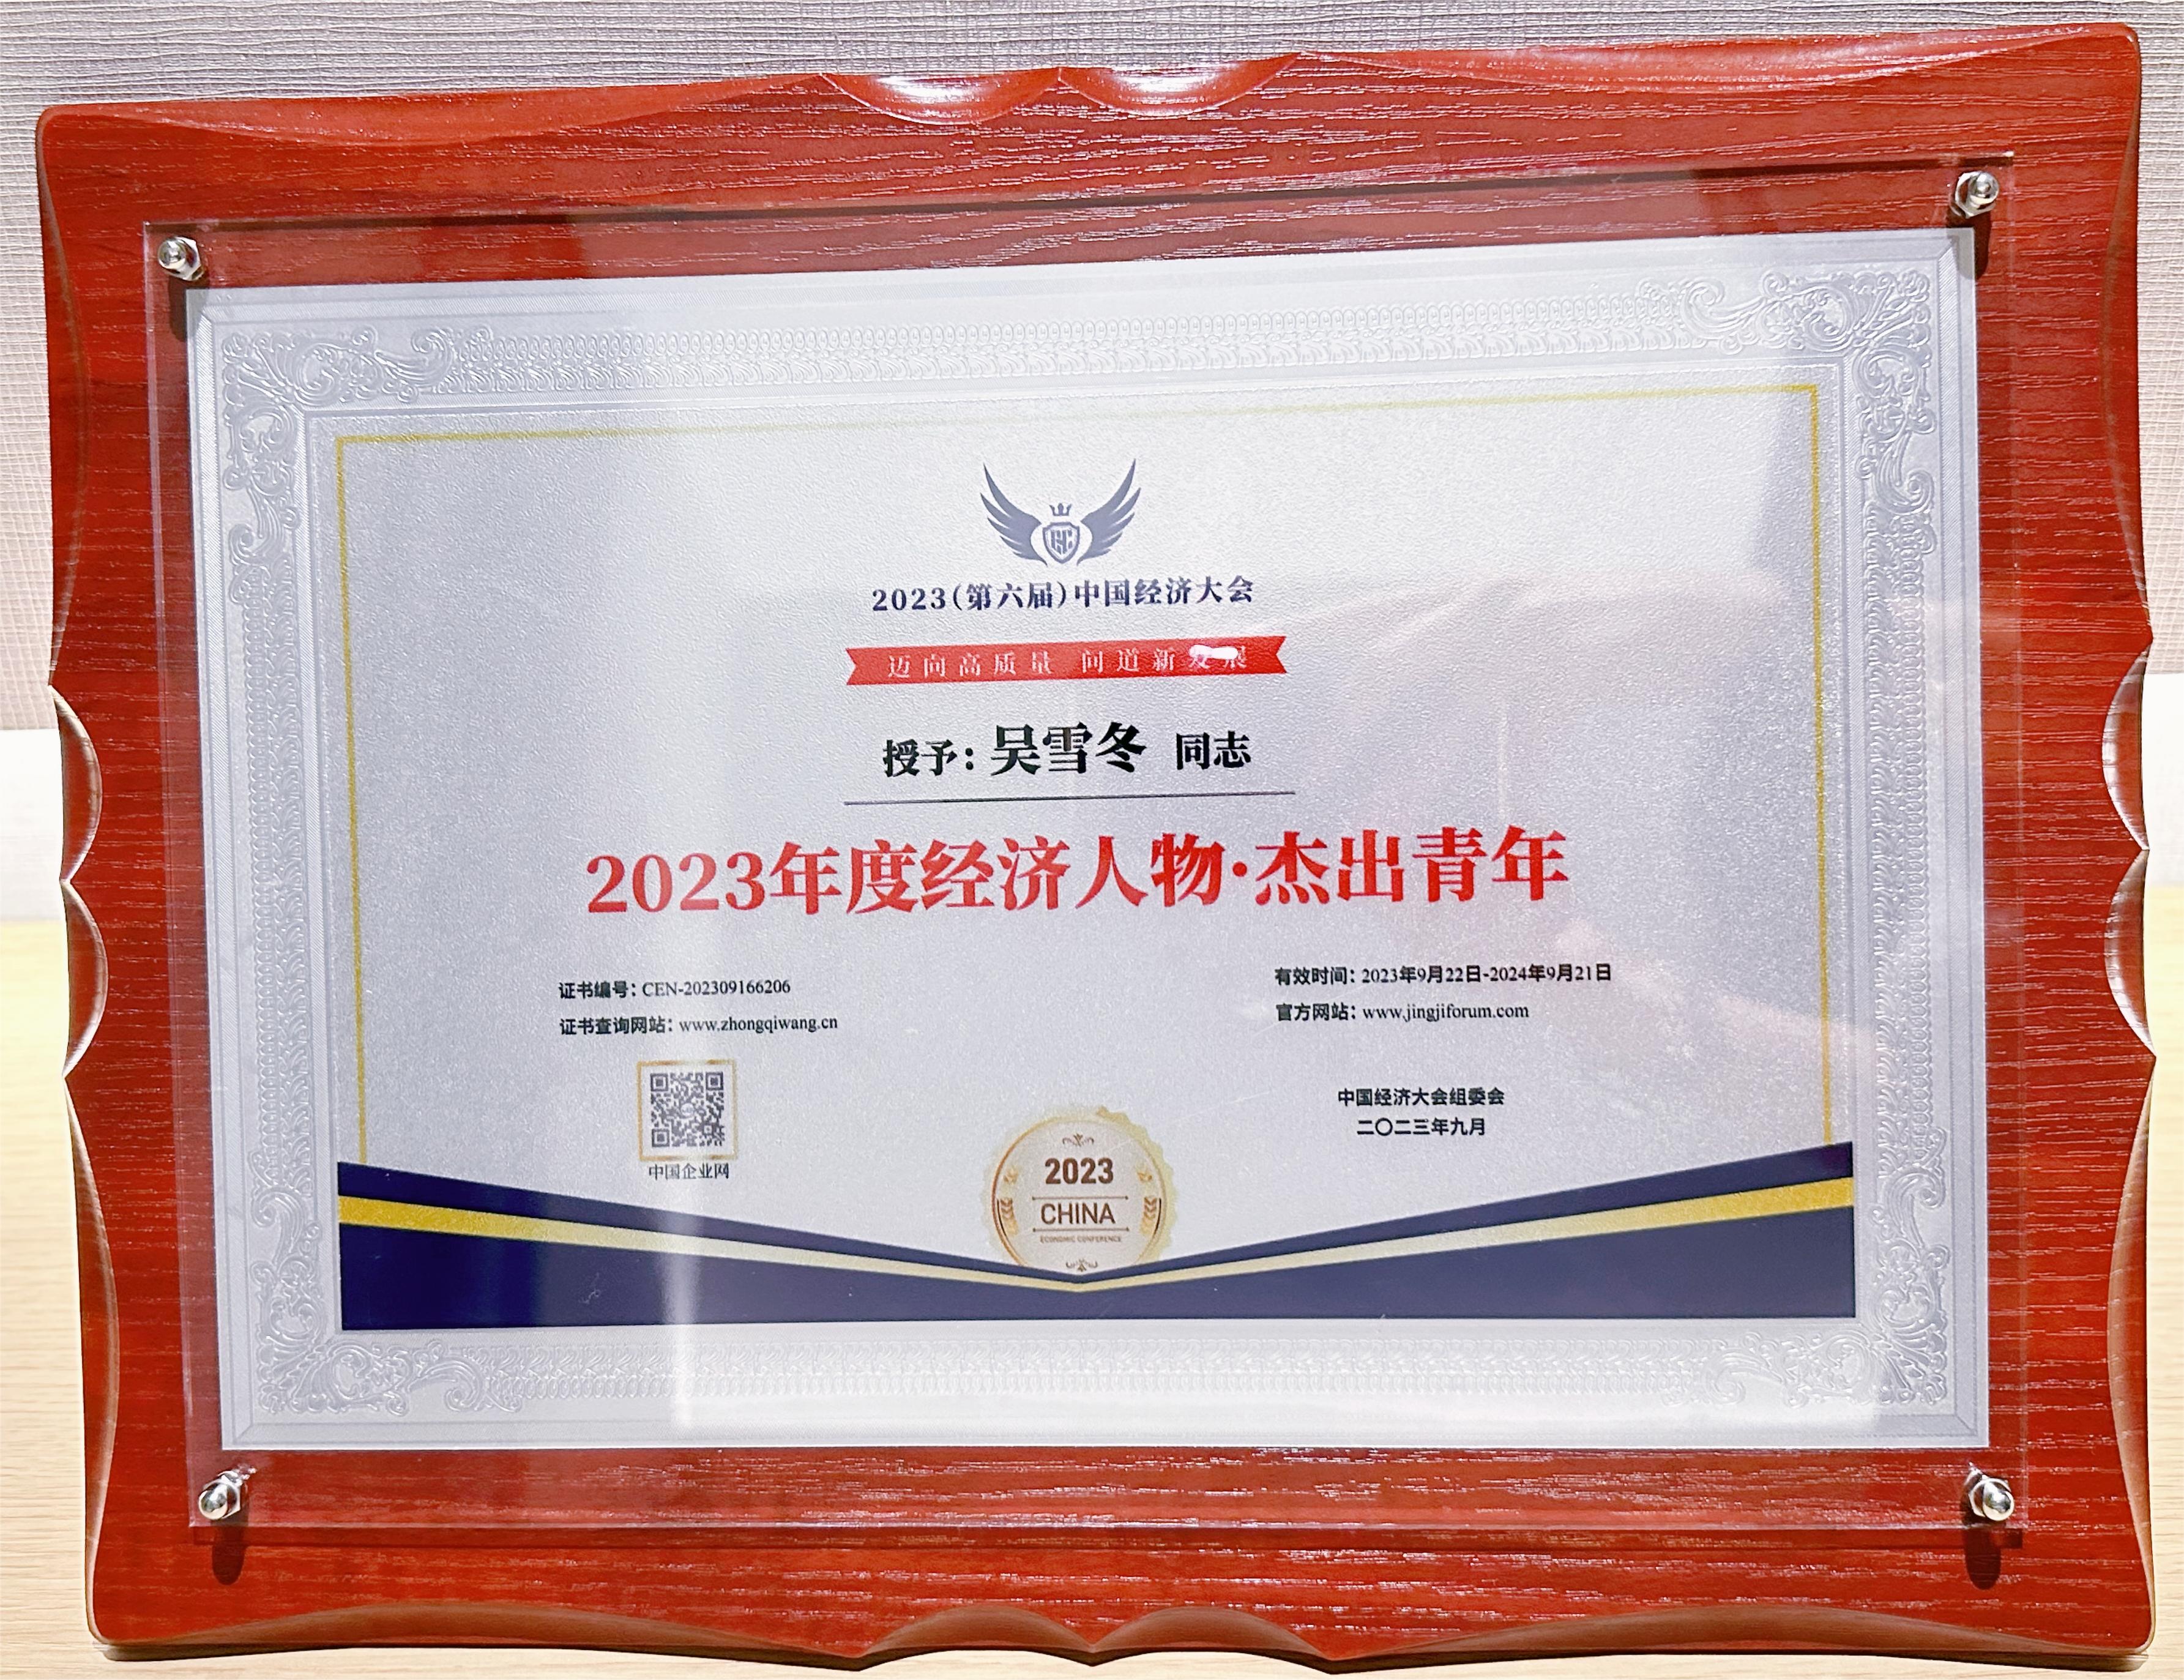 2023(第六届)中国经济大会
迈向高质量 问道新发展
授予:吴雪冬 同志
2023年度经济人物·杰出青年
证书编号:CEN-202309166206
证书查询网站:www.zhongqiwang.cn
有效时间:2023年9月22日-2024年9月21日
官方网站:www.jingjiforum.com
中国企业网
中国经济大会组委会
二〇二三年九月
2023
CHINA
ECONOMIC CONFERENCE